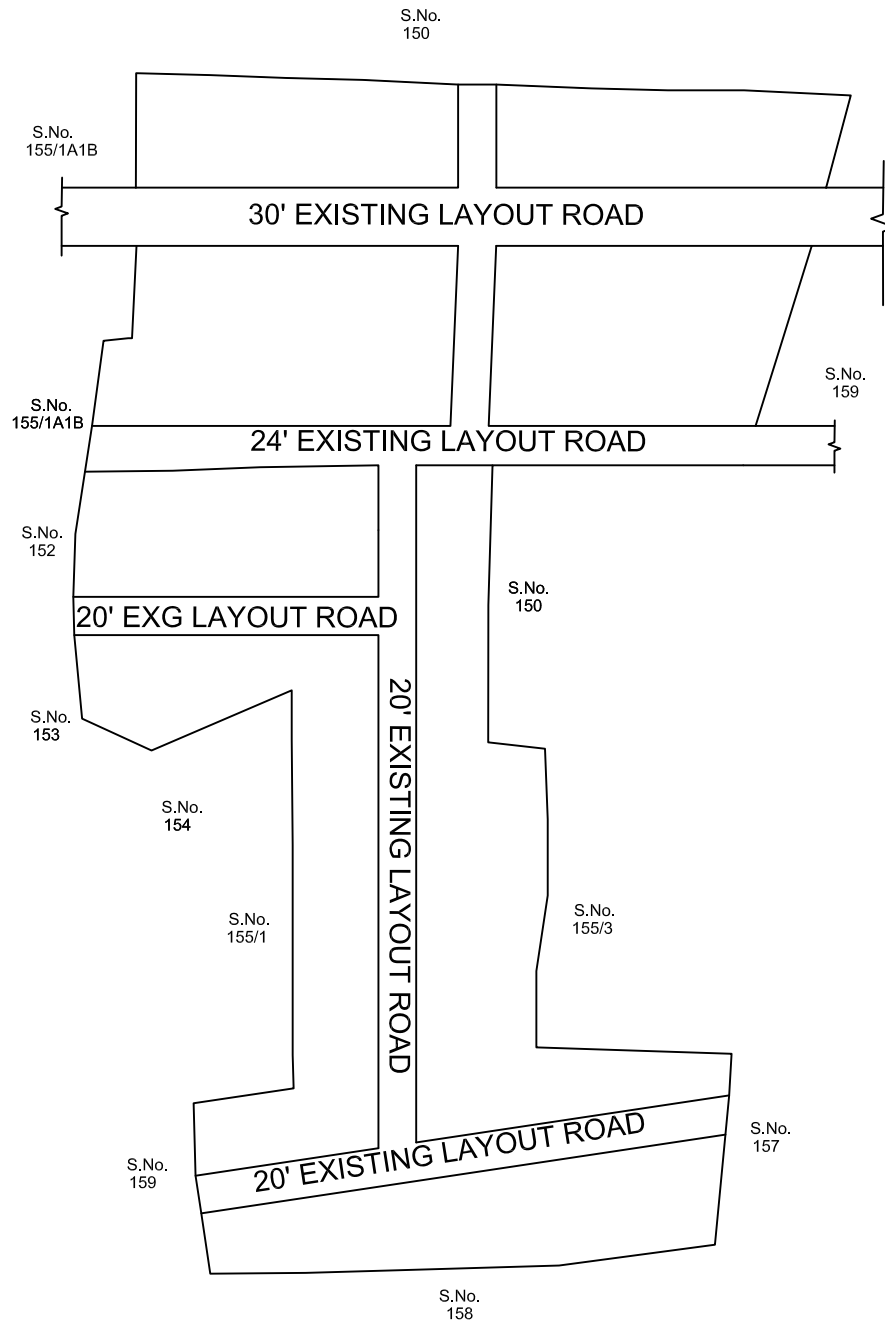 S.No.
150
S.No.
155/1A1B
30' EXISTING LAYOUT ROAD
S.No.
159
S.No.
155/1A1B
24' EXISTING LAYOUT ROAD
S.No.
152
S.No.
150
20' EXG LAYOUT ROAD
20' EXISTING LAYOUT ROAD
S.No.
153
S.No.
154
S.No.
155/1
S.No.
155/3
S.No.
157
20' EXISTING LAYOUT ROAD
S.No.
159
S.No.
158